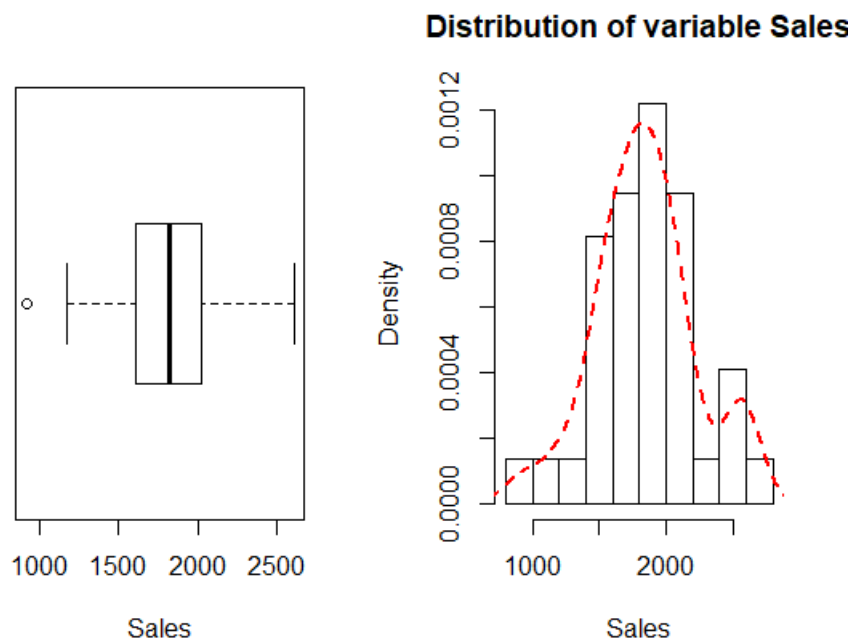 1000 1500 2000 2500
Sales
Distribution of variable Sales
Density
0.0000 0.0004 0.0008 0.0012
1000 2000
Sales